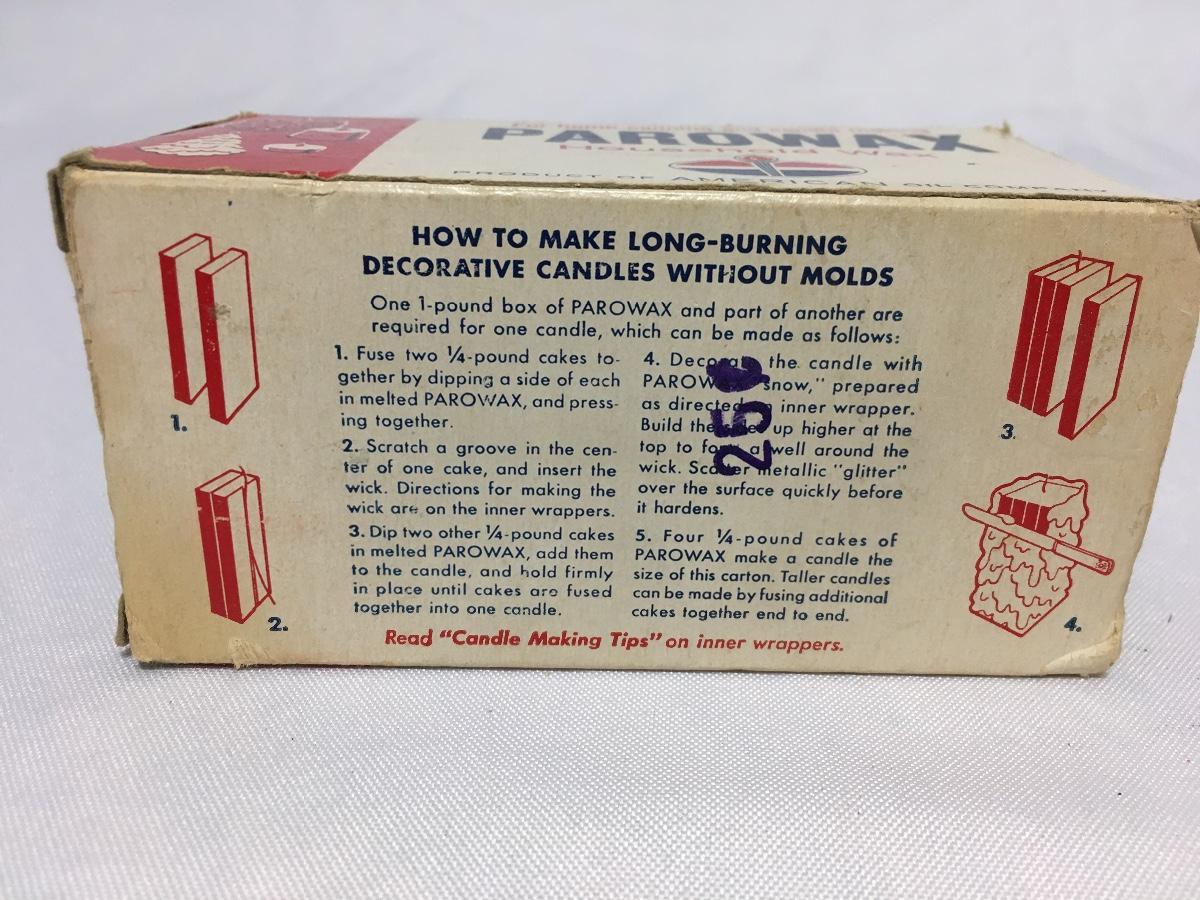 PAROWAX
Household Wax
PRODUCT OF AMERICAN OIL COMPANY
HOW TO MAKE LONG-BURNING
DECORATIVE CANDLES WITHOUT MOLDS
One 1-pound box of PAROWAX and part of another are
required for one candle, which can be made as follows:
1. Fuse two ¼-pound cakes to-
gether by dipping a side of each
in melted PAROWAX, and press-
ing together.
2. Scratch a groove in the cen-
ter of one cake, and insert the
wick. Directions for making the
wick are on the inner wrappers.
3. Dip two other ¼-pound cakes
in melted PAROWAX, add them
to the candle, and hold firmly
in place until cakes are fused
together into one candle.
4. Decorate the candle with
PAROWAX "snow," prepared
as directed inner wrapper.
Build the up higher at the
top to form a well around the
wick. Scatter metallic "glitter"
over the surface quickly before
it hardens.
5. Four ¼-pound cakes of
PAROWAX make a candle the
size of this carton. Taller candles
can be made by fusing additional
cakes together end to end.
Read "Candle Making Tips" on inner wrappers.
25¢
1.
2.
3.
4.